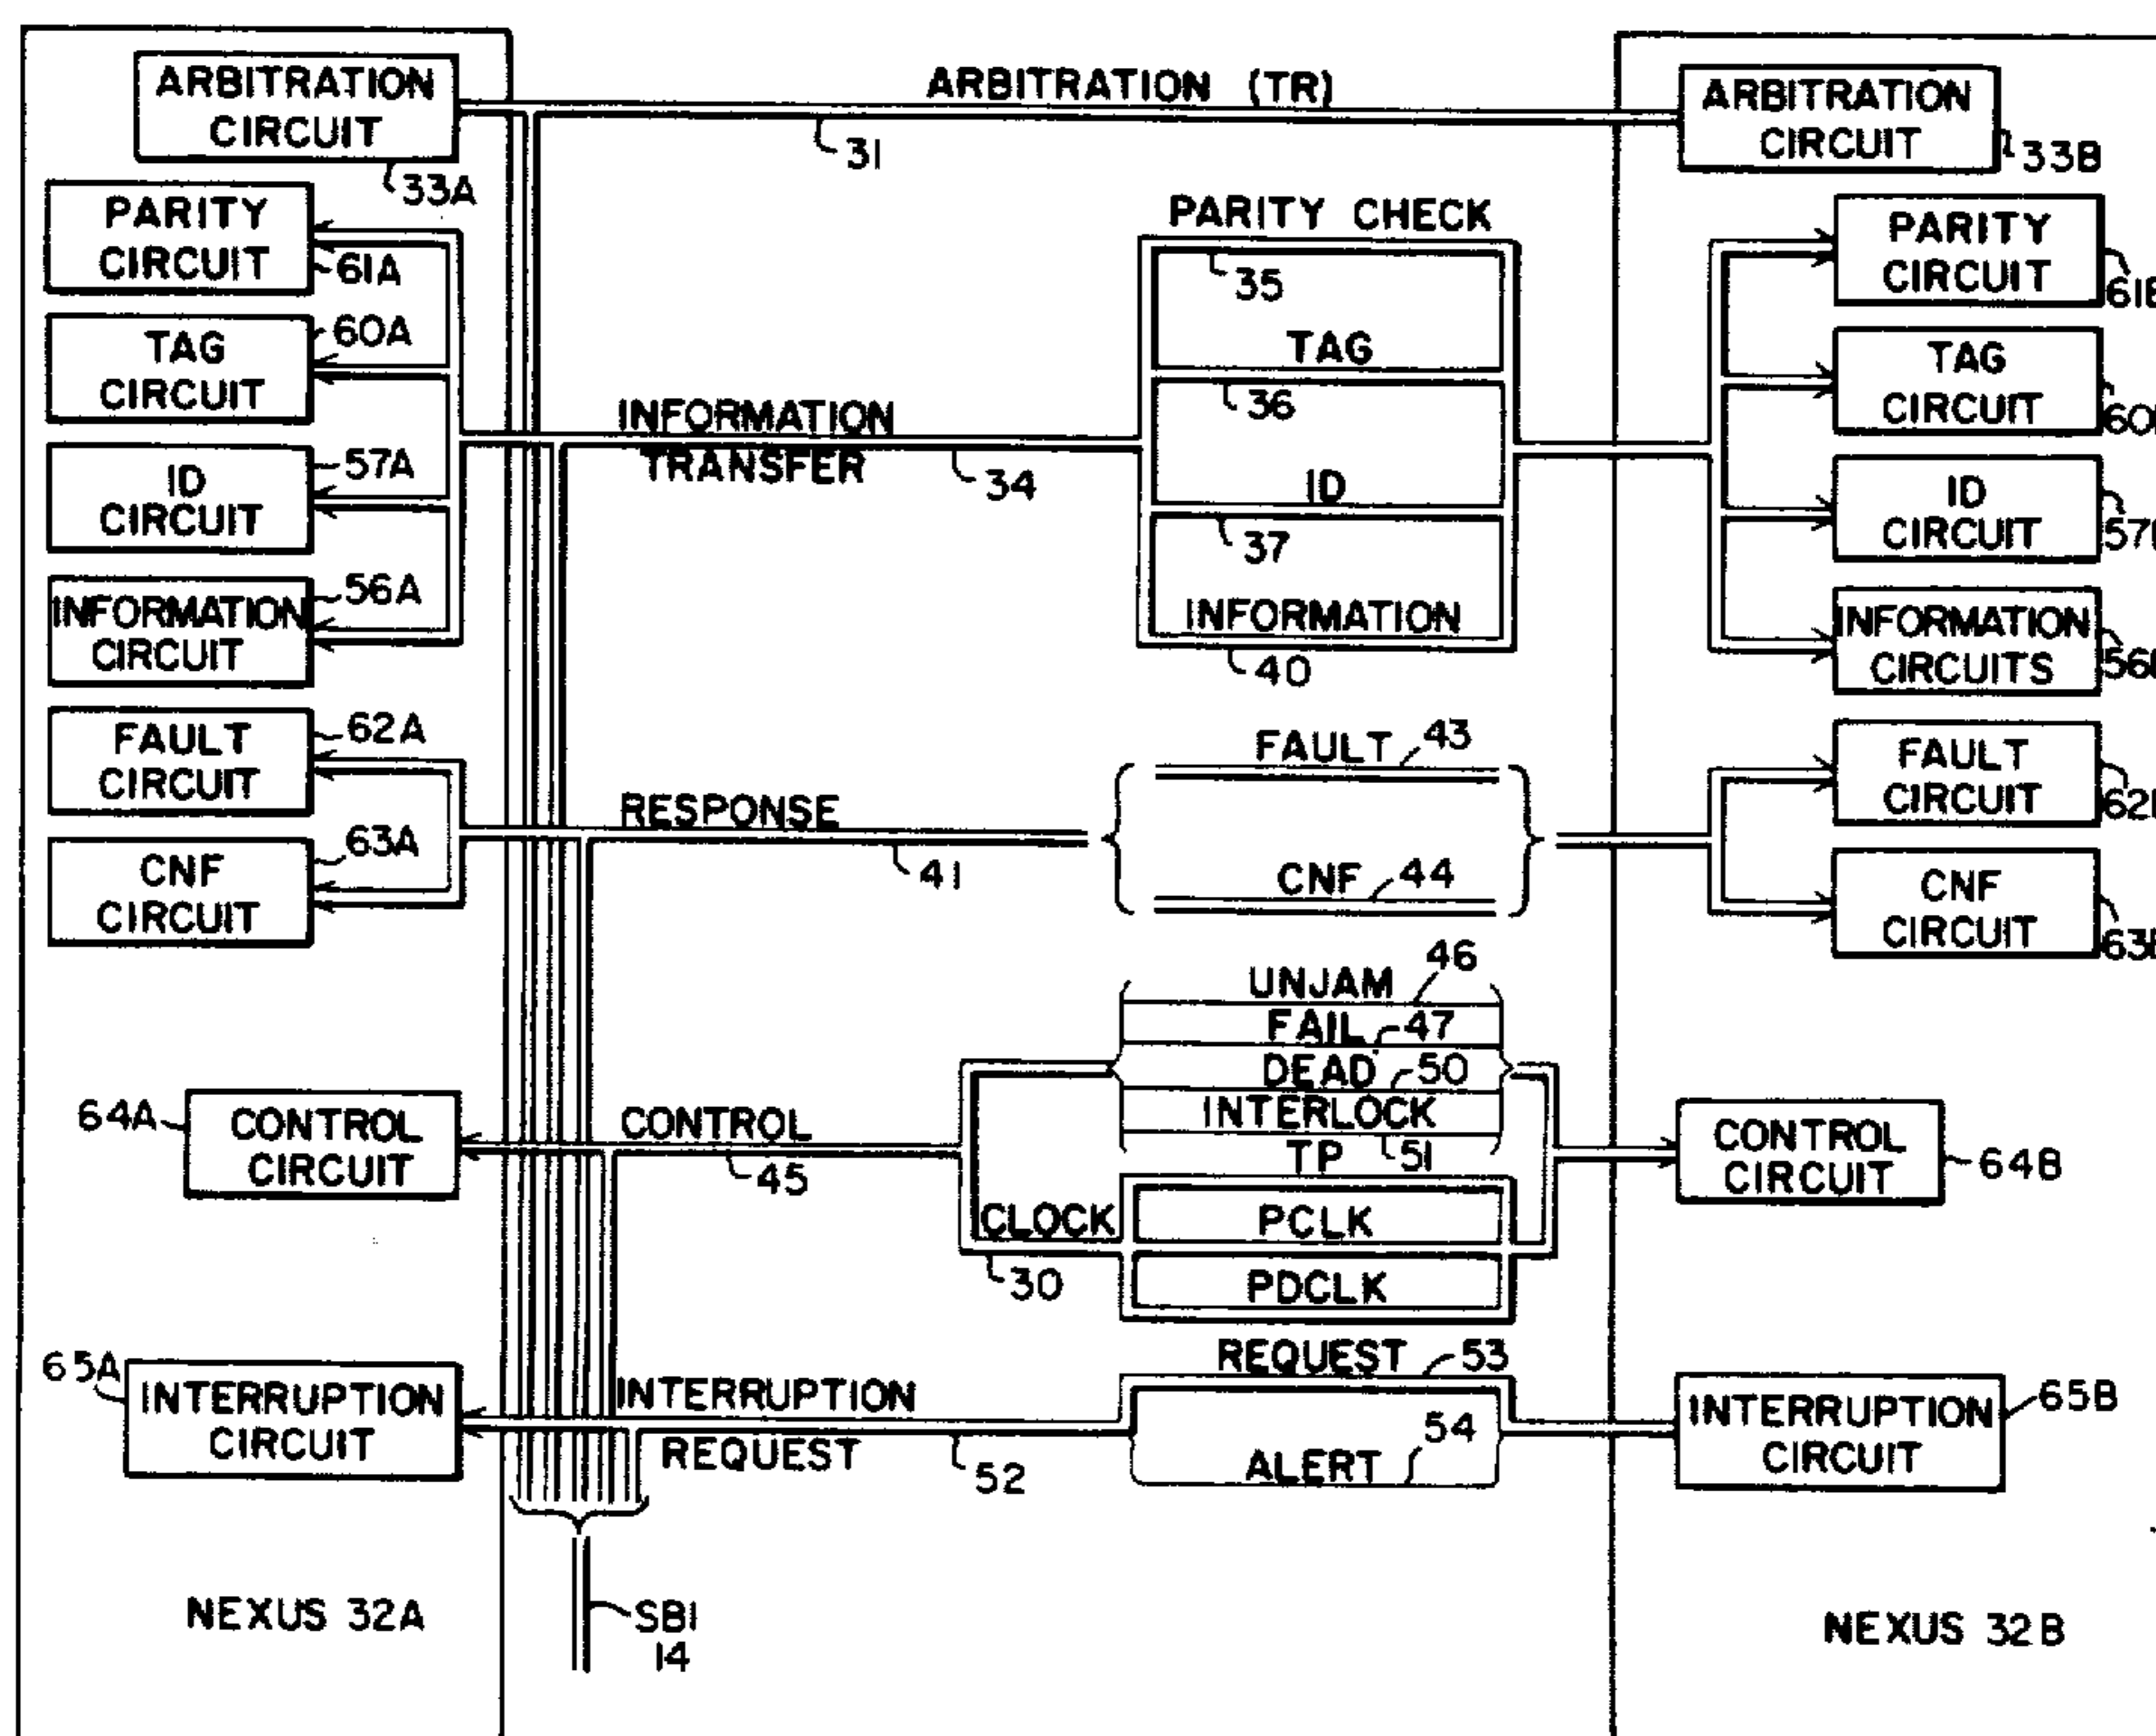 ARBITRATION
CIRCUIT
33A
ARBITRATION (TR)
31
ARBITRATION
CIRCUIT
33B
PARITY
CIRCUIT
61A
TAG
CIRCUIT
60A
ID
CIRCUIT
57A
INFORMATION
CIRCUIT
56A
INFORMATION
TRANSFER
34
PARITY CHECK
35
TAG
36
ID
37
INFORMATION
40
PARITY
CIRCUIT
TAG
CIRCUIT
ID
CIRCUIT
INFORMATION
CIRCUITS
FAULT
CIRCUIT
62A
CNF
CIRCUIT
63A
RESPONSE
41
FAULT 43
CNF 44
FAULT
CIRCUIT
CNF
CIRCUIT
64A
CONTROL
CIRCUIT
CONTROL
45
UNJAM 46
FAIL 47
DEAD 50
INTERLOCK
51
TP
CLOCK
30
PCLK
PDCLK
CONTROL
CIRCUIT
64B
65A
INTERRUPTION
CIRCUIT
INTERRUPTION
REQUEST
52
REQUEST 53
ALERT 54
INTERRUPTION
CIRCUIT
65B
NEXUS 32A
SBI
14
NEXUS 32B